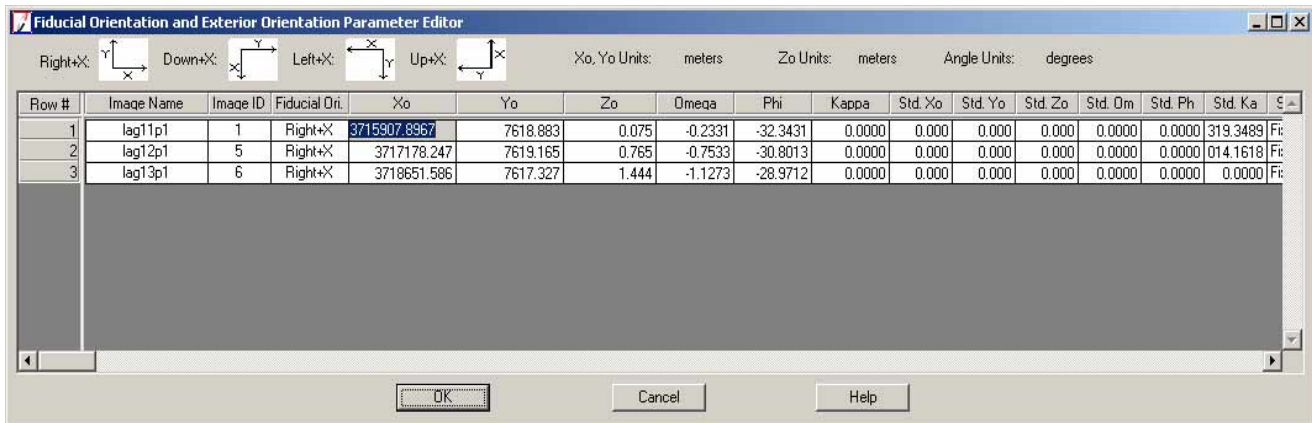 Fiducial Orientation and Exterior Orientation Parameter Editor
Right+X: Y X Down+X: Y X Left+X: X Y Up+X: X Y Xo, Yo Units: meters Zo Units: meters Angle Units: degrees
Row # Image Name Image ID Fiducial Ori. Xo Yo Zo Omega Phi Kappa Std. Xo Std. Yo Std. Zo Std. Om Std. Ph Std. Ka S
1 lag11p1 1 Right+X 3715907.8967 7618.883 0.075 -0.2331 -32.3431 0.0000 0.000 0.000 0.000 0.0000 0.0000 319.3489 Fi
2 lag12p1 5 Right+X 3717178.247 7619.165 0.765 -0.7533 -30.8013 0.0000 0.000 0.000 0.000 0.0000 0.0000 014.1618 Fi
3 lag13p1 6 Right+X 3718651.586 7617.327 1.444 -1.1273 -28.9712 0.0000 0.000 0.000 0.000 0.0000 0.0000 0.0000 Fi
OK Cancel Help